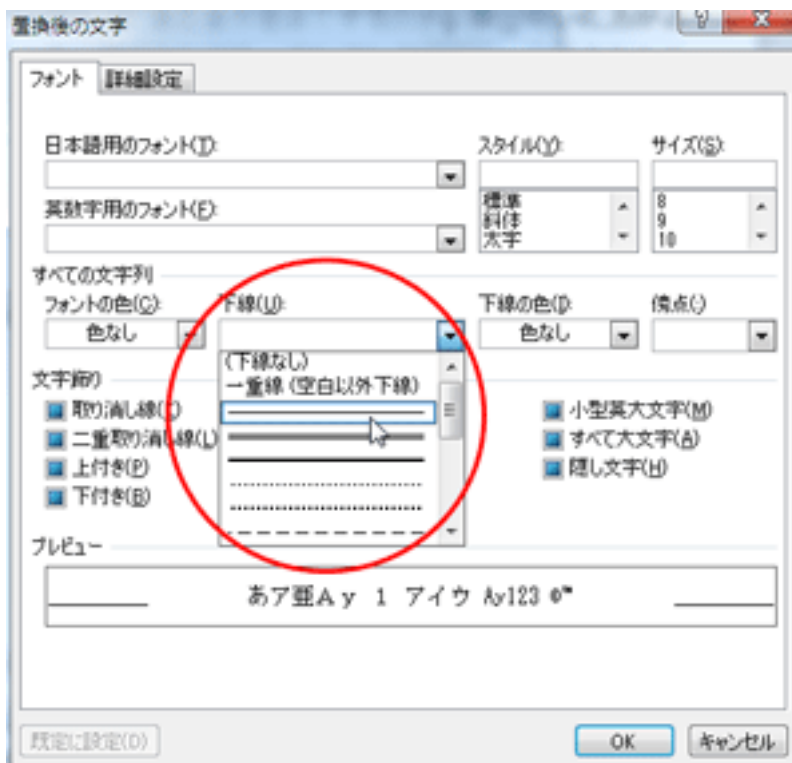 置換後の文字
フォント 詳細設定
日本語用のフォント(T): スタイル(Y): サイズ(S):
標準 8
斜体 9
太字 10
英数字用のフォント(F):
すべての文字列
フォントの色(C): 下線(U): 下線の色(I): 傍点(·)
色なし 色なし
(下線なし)
一重線 (空白以外下線)
文字飾り
取り消し線( ) 小型英大文字(M)
二重取り消し線(L) すべて大文字(A)
上付き(P) 隠し文字(H)
下付き(B)
プレビュー
あア亜Ay 1 アイウ Ay123 ©™
既定に設定(D) OK キャンセル